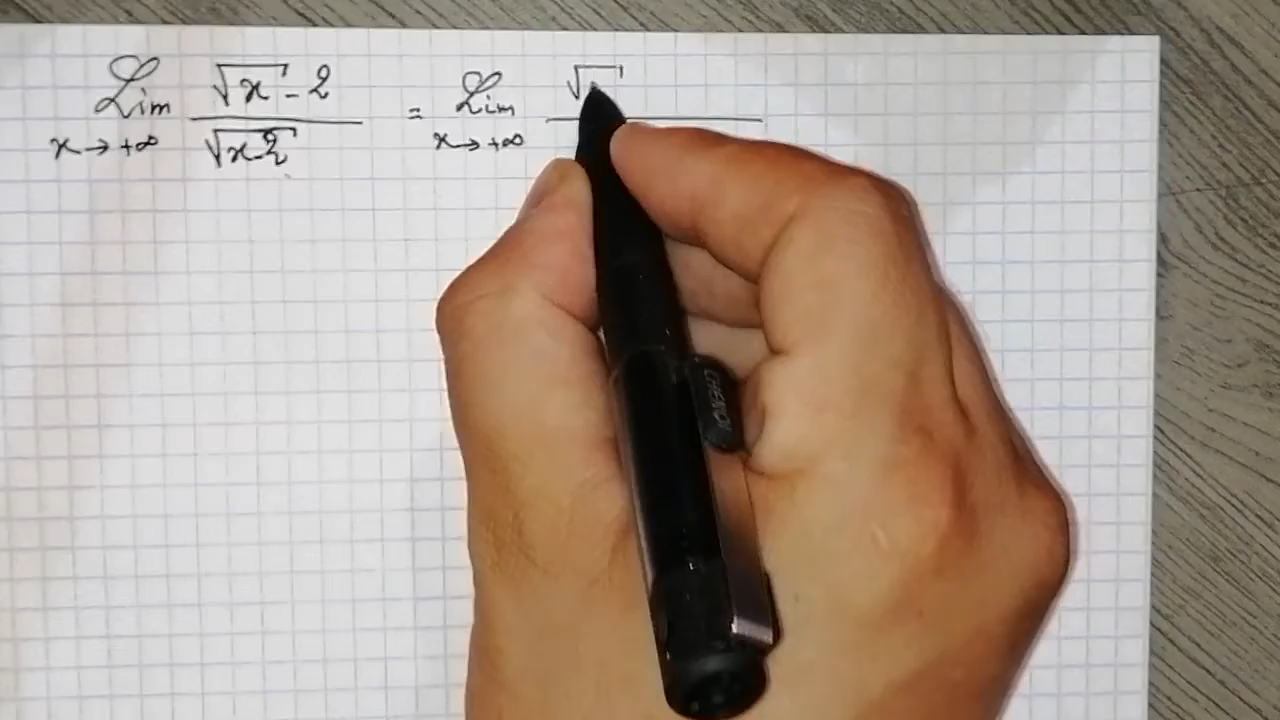 Lim x→+∞ (√x - 2) / (√x-2) = Lim x→+∞ √